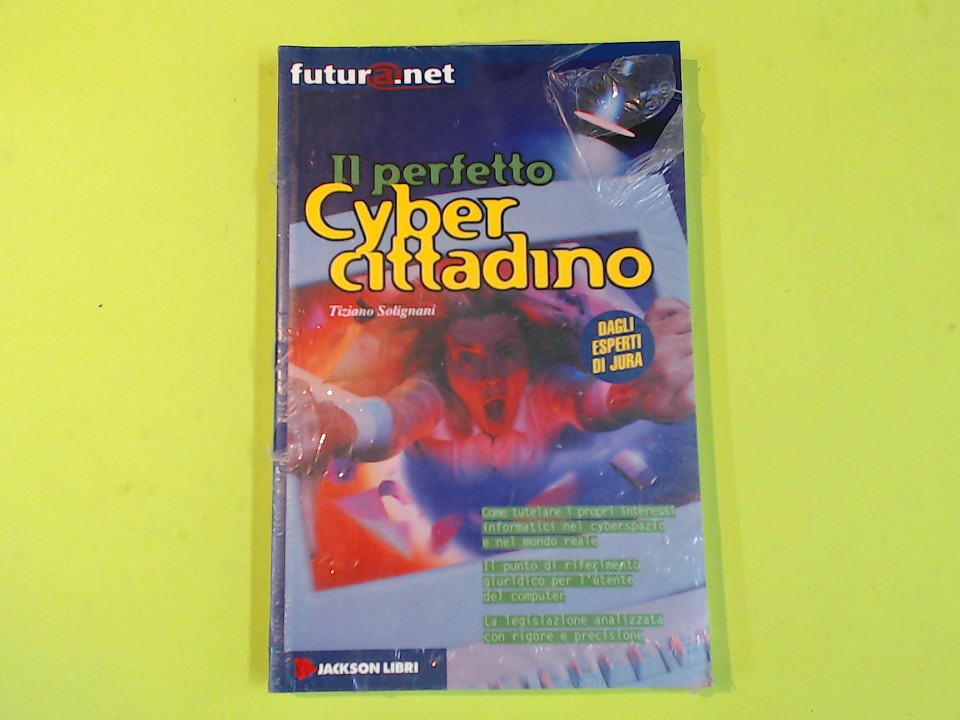 futur@.net
Il perfetto
Cyber
cittadino
Tiziano Solignani
DAGLI
ESPERTI
DI JURA
Come tutelare i propri interessi
informatici nel cyberspazio
e nel mondo reale
Il punto di riferimento
giuridico per l'utente
del computer
La legislazione analizzata
con rigore e precisione
JACKSON LIBRI